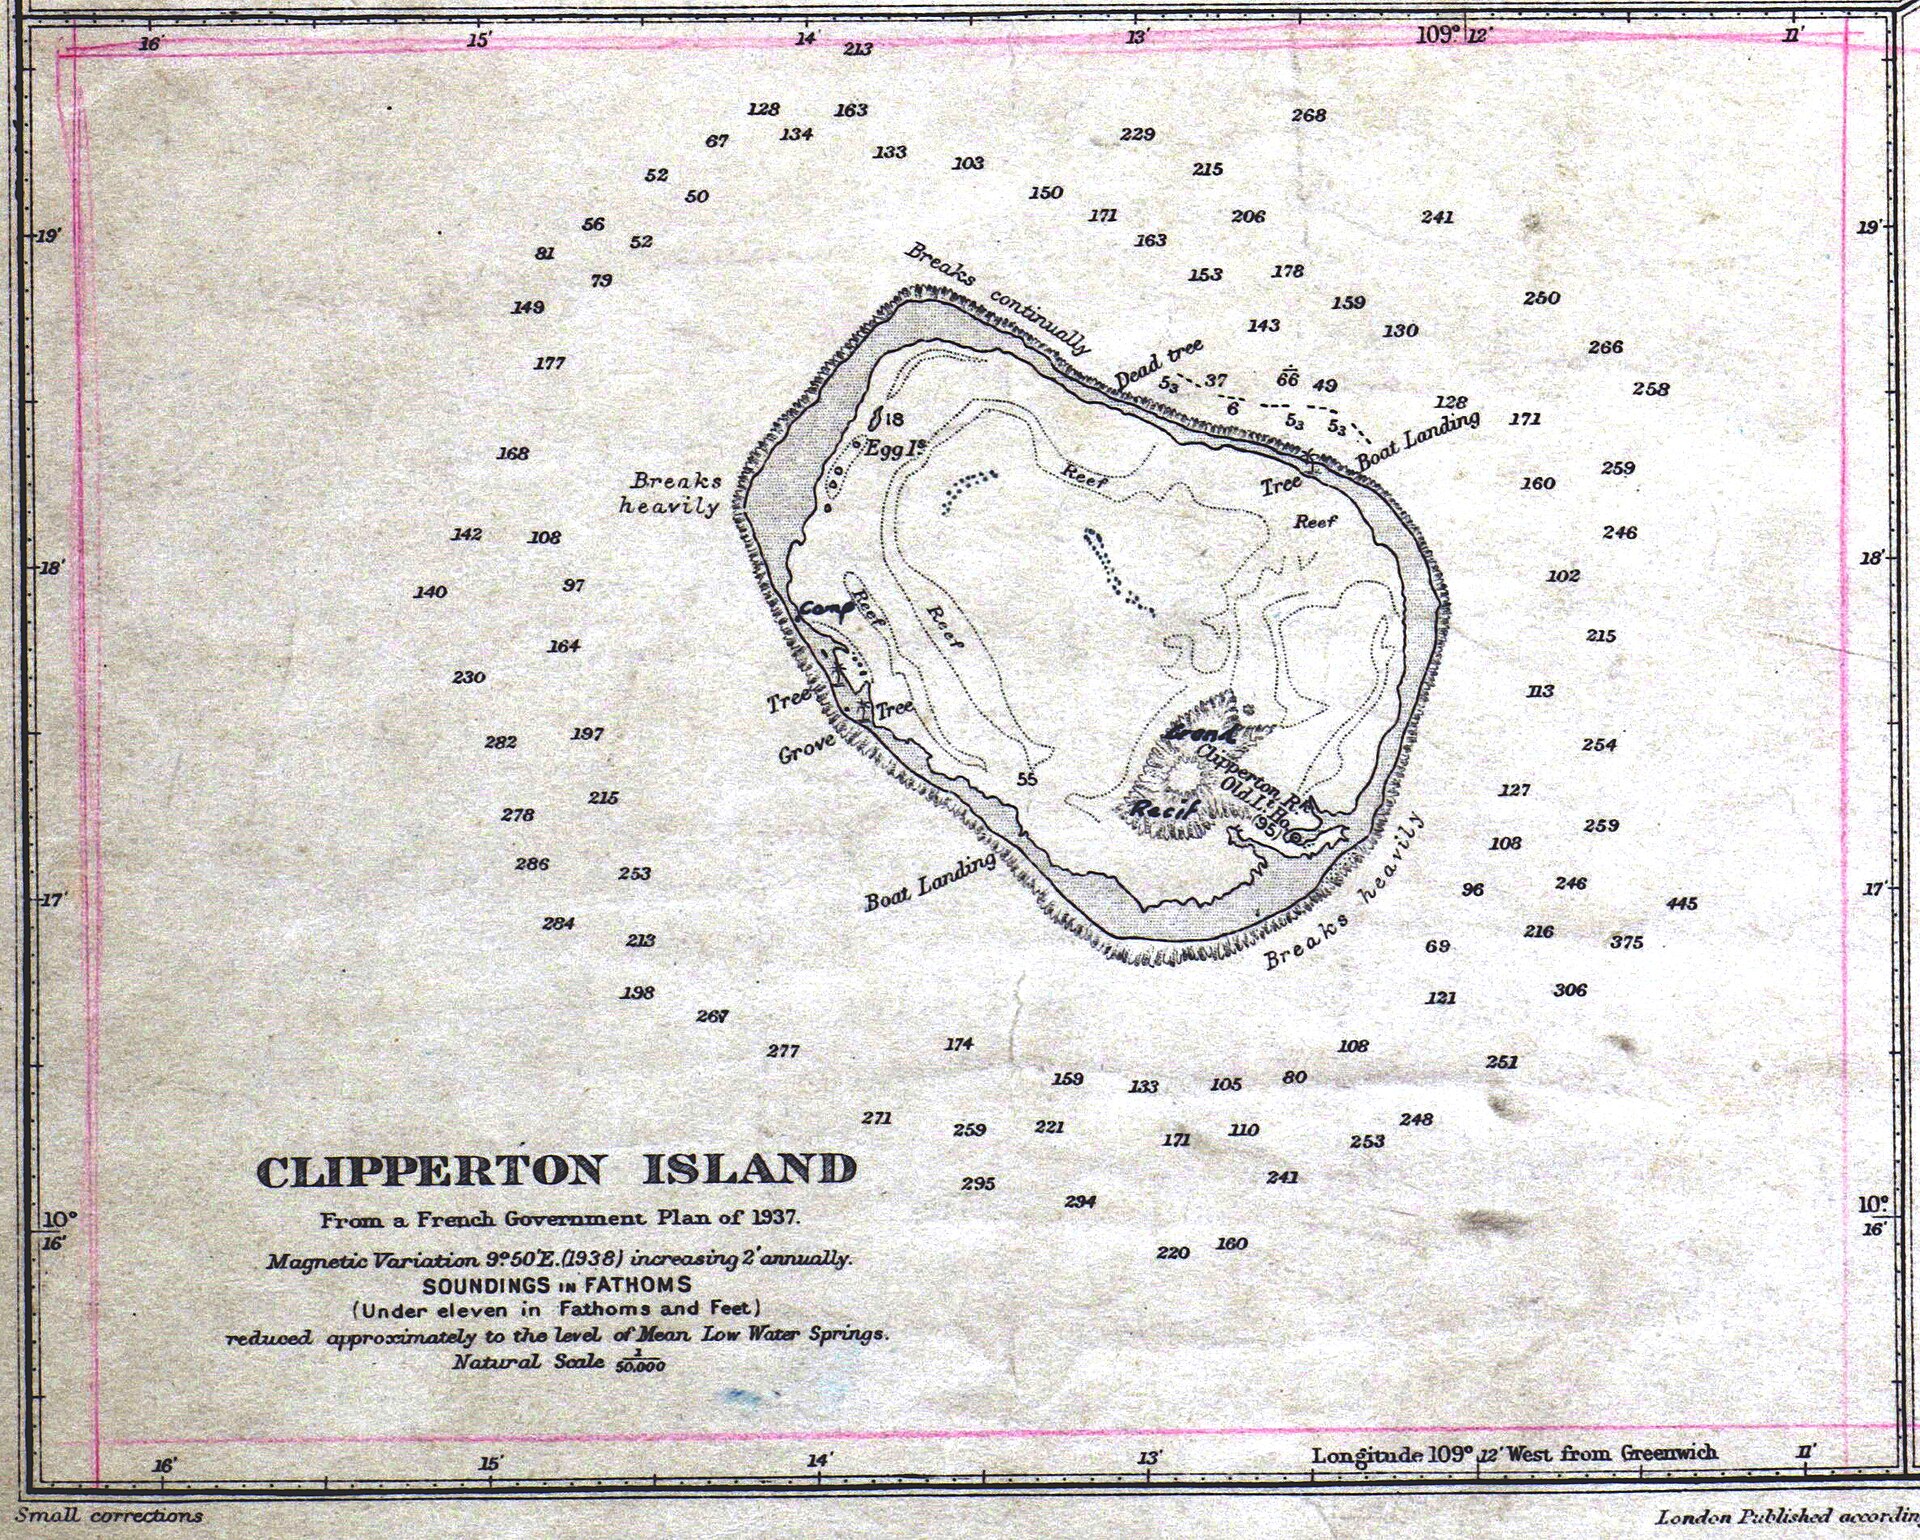 16' 15' 14' 13' 109° 12' 11'
213
128 163 268
67 134 229
133 103 215
52
50 150
171 206 241
56
52 163
19' 19'
81
79 153 178
149 159 250
143 130
Breaks continually
177 266
Dead tree
5₃ 37 66 49
258
128
6 5₃ 5₃ 171
Boat Landing
18
Egg Iˢ
168 259
Reef
Breaks
heavily
Tree 160
Reef
142 108 246
18' 18'
102
140 97
Camp
Reef
Reef
164 215
230
113
Tree
Tree
Grove
282 197 254
Grand
Clipperton Rᵏ
Old Lt. Ho.
(95)
Recif
55
278 215 127
259
108
Breaks heavily
286 253
Boat Landing
96 246
17' 17'
445
284 213 69 216 375
198 121 306
267
277 174 108
251
159 133 105 80
271 259 221 171 110 253 248
CLIPPERTON ISLAND
295 241
294
From a French Government Plan of 1937.
10° 10°
16' 16'
220 160
Magnetic Variation 9°50'E.(1938) increasing 2' annually.
SOUNDINGS IN FATHOMS
(Under eleven in Fathoms and Feet)
reduced approximately to the level of Mean Low Water Springs.
Natural Scale 1/50,000
16' 15' 14' 13' Longitude 109° 12' West from Greenwich 11'
Small corrections
London Published accordin